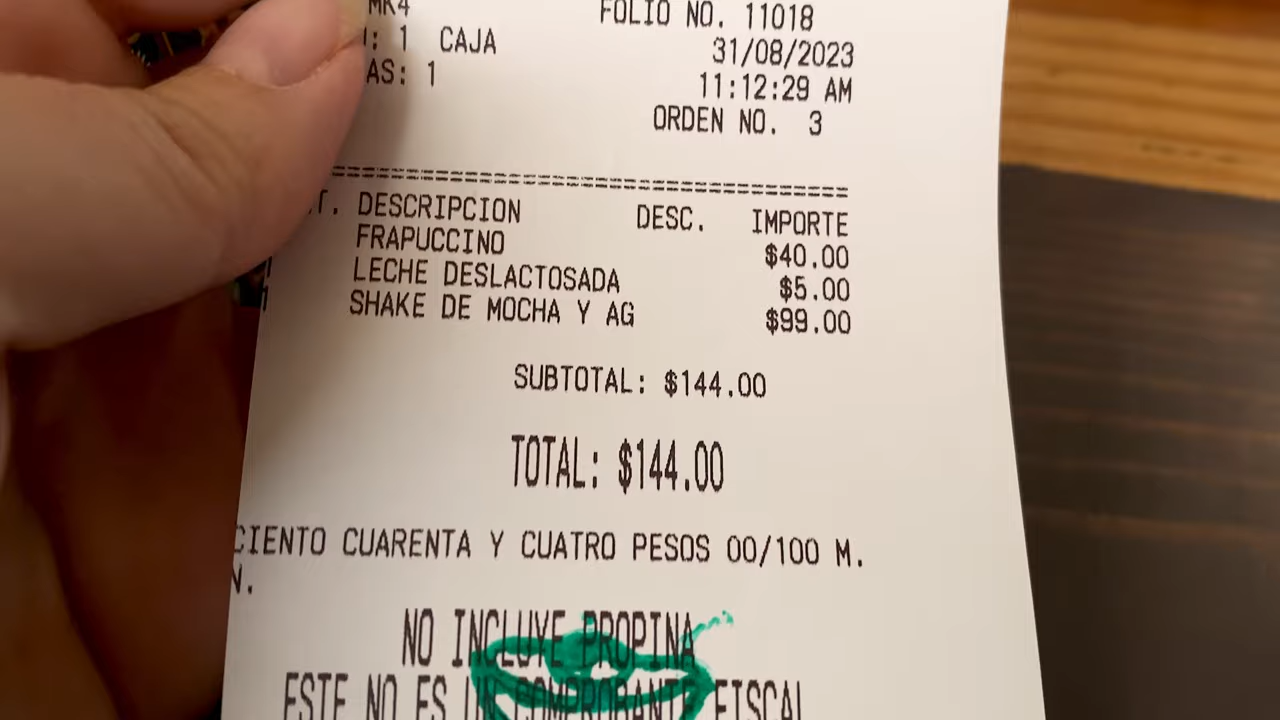 MK4 FOLIO NO. 11018
: 1 CAJA 31/08/2023
AS: 1 11:12:29 AM
ORDEN NO. 3
================================================
T. DESCRIPCION DESC. IMPORTE
FRAPUCCINO $40.00
LECHE DESLACTOSADA $5.00
SHAKE DE MOCHA Y AG $99.00
SUBTOTAL: $144.00
TOTAL: $144.00
CIENTO CUARENTA Y CUATRO PESOS 00/100 M.
N.
NO INCLUYE PROPINA
ESTE NO ES UN COMPROBANTE FISCAL